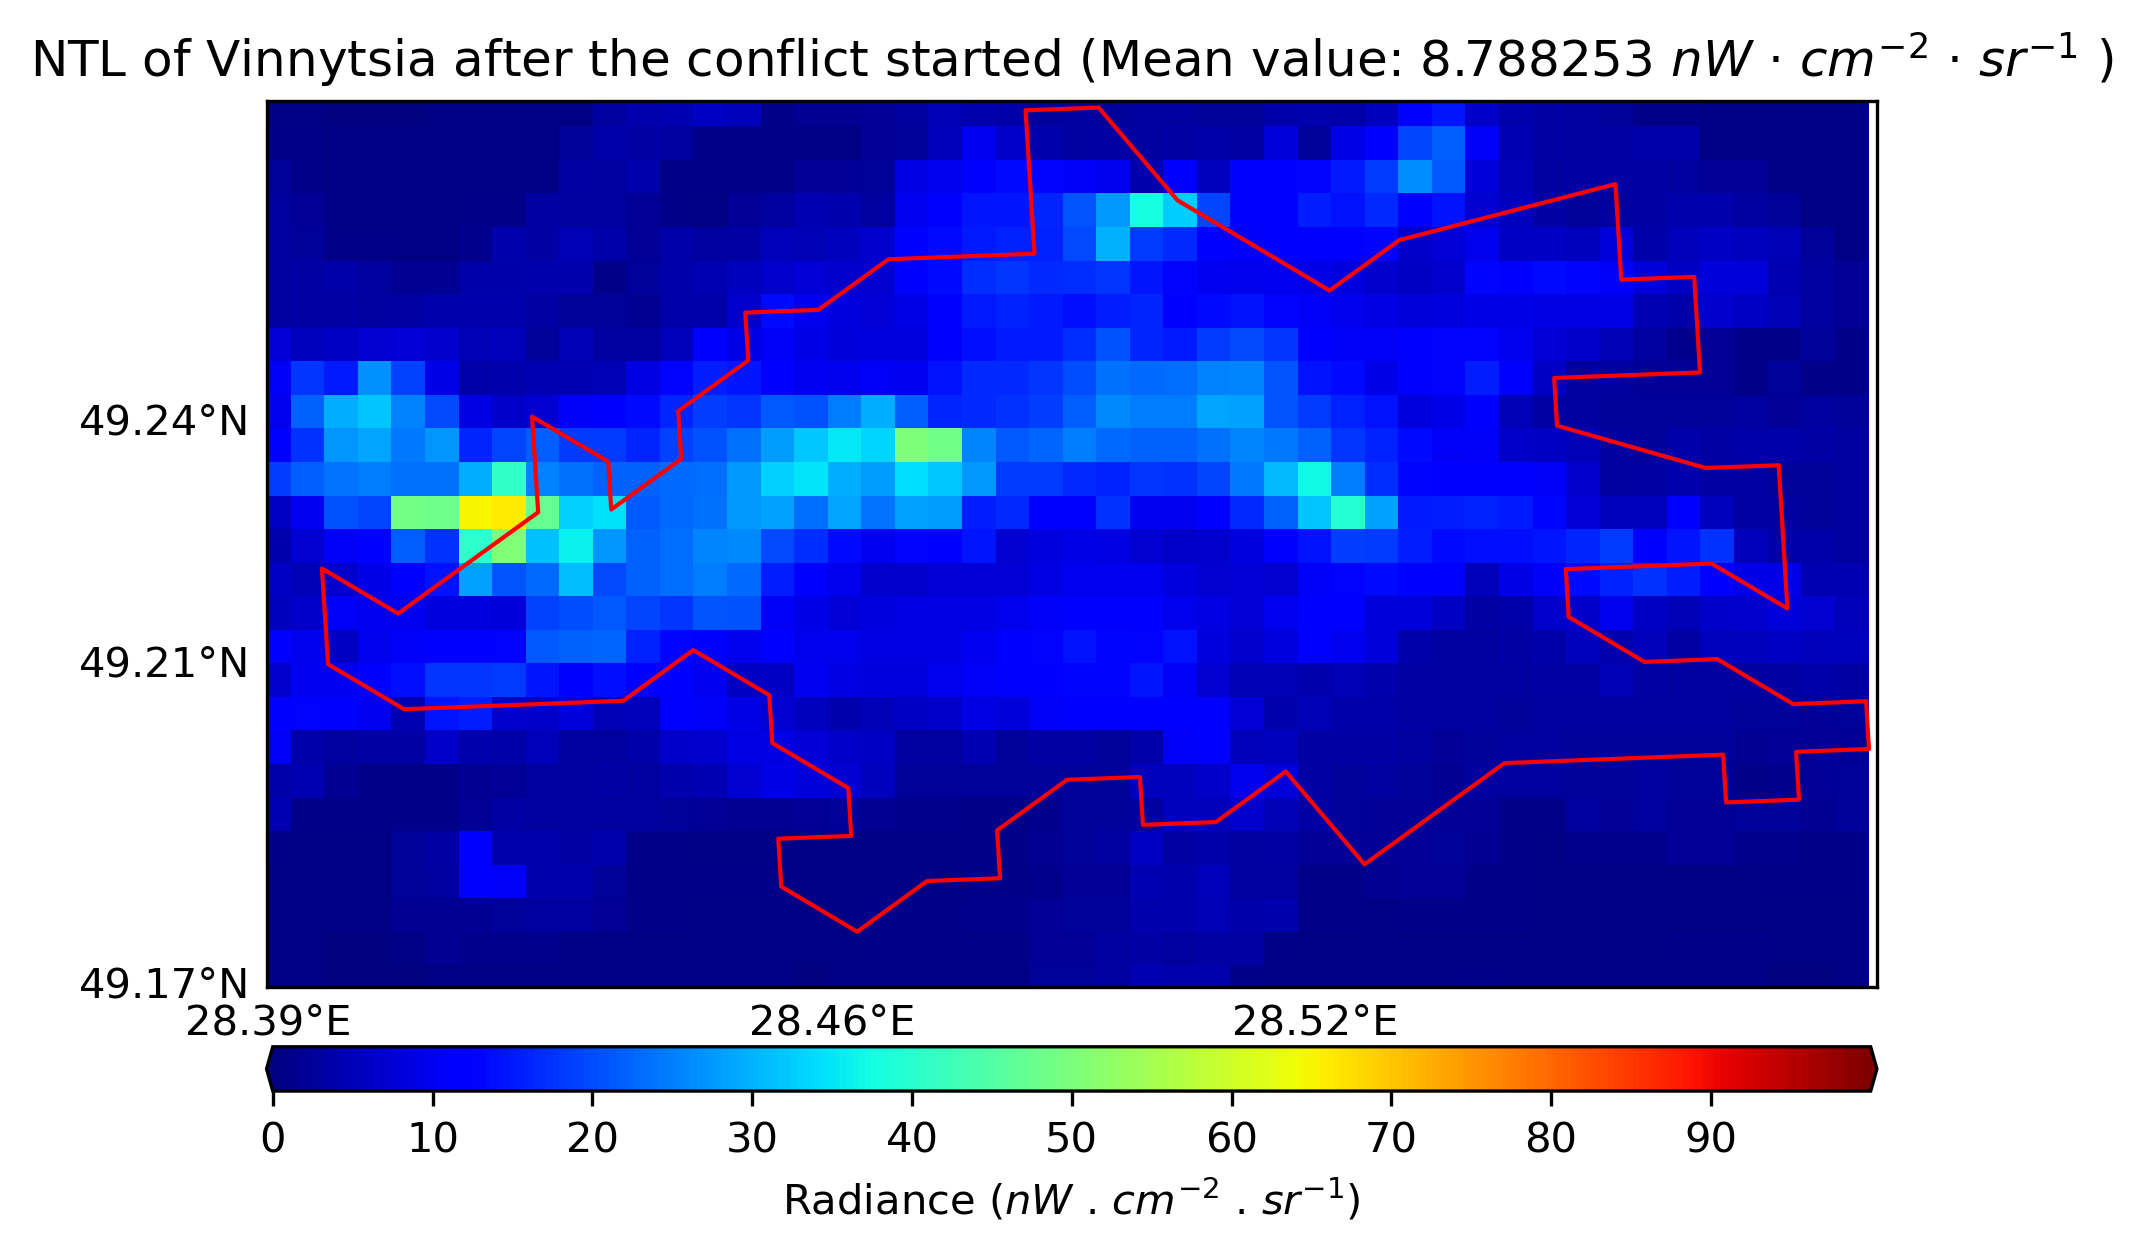 NTL of Vinnytsia after the conflict started (Mean value: 8.788253 nW · cm⁻² · sr⁻¹ )
49.24°N
49.21°N
49.17°N
28.39°E 28.46°E 28.52°E
0 10 20 30 40 50 60 70 80 90
Radiance (nW . cm⁻² . sr⁻¹)